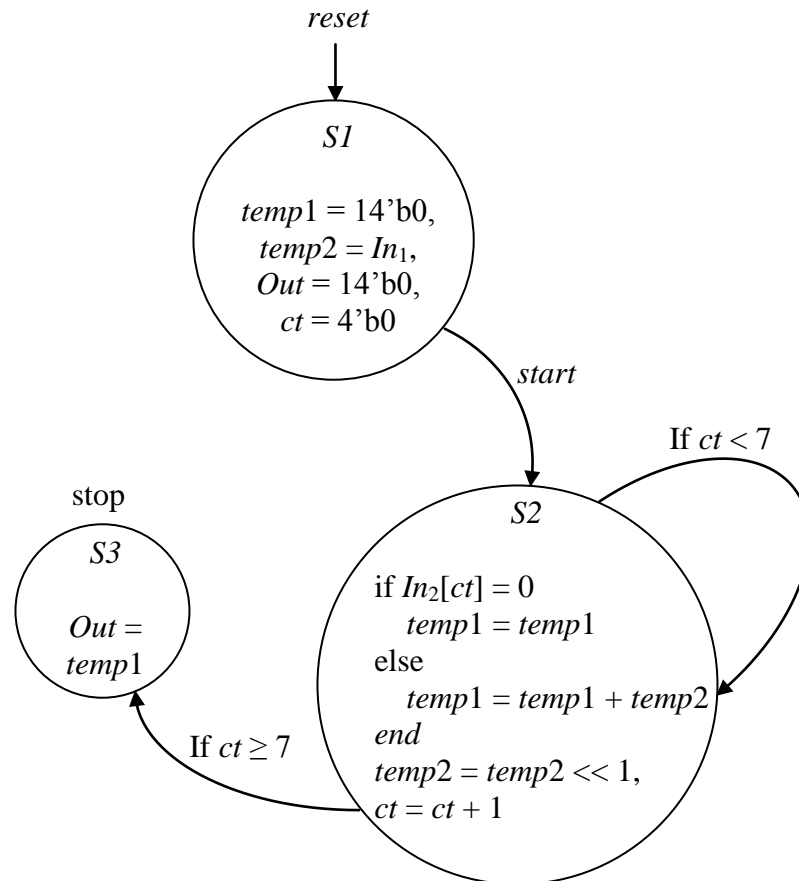 reset
S1
temp1 = 14’b0,
temp2 = In₁,
Out = 14’b0,
ct = 4’b0
start
If ct < 7
S2
if In₂[ct] = 0
temp1 = temp1
else
temp1 = temp1 + temp2
end
temp2 = temp2 << 1,
ct = ct + 1
If ct ≥ 7
stop
S3
Out =
temp1